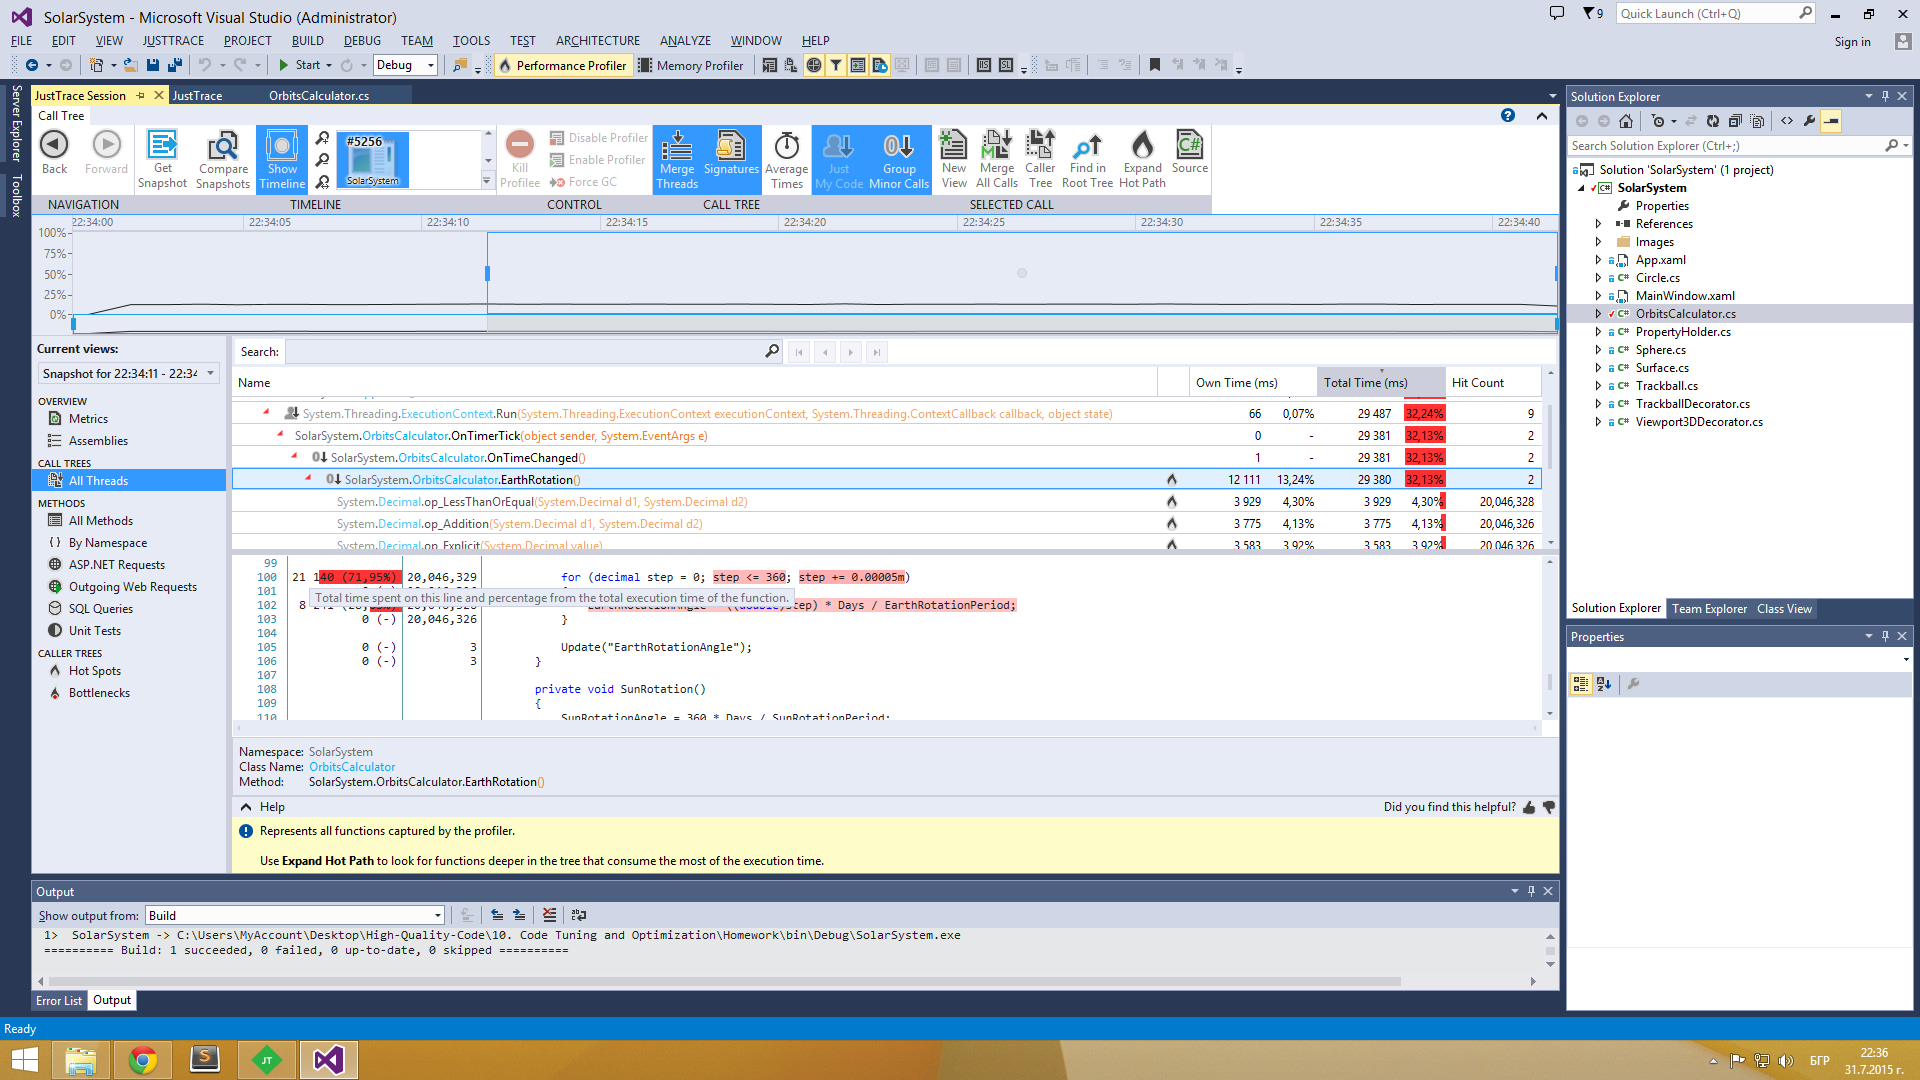 SolarSystem - Microsoft Visual Studio (Administrator)
9
Quick Launch (Ctrl+Q)
FILE EDIT VIEW JUSTTRACE PROJECT BUILD DEBUG TEAM TOOLS TEST ARCHITECTURE ANALYZE WINDOW HELP
Sign in
Start Debug Performance Profiler Memory Profiler
Server Explorer
Toolbox
JustTrace Session JustTrace OrbitsCalculator.cs
Call Tree
Back Forward Get Snapshot Compare Snapshots Show Timeline
#5256
SolarSystem
Kill Profilee Disable Profiler Enable Profiler Force GC
Merge Threads Signatures Average Times Just My Code Group Minor Calls New View Merge All Calls Caller Tree Find in Root Tree Expand Hot Path Source
NAVIGATION TIMELINE CONTROL CALL TREE SELECTED CALL
22:34:00 22:34:05 22:34:10 22:34:15 22:34:20 22:34:25 22:34:30 22:34:35 22:34:40
100%
75%
50%
25%
0%
Current views:
Snapshot for 22:34:11 - 22:34
OVERVIEW
Metrics
Assemblies
CALL TREES
All Threads
METHODS
All Methods
By Namespace
ASP.NET Requests
Outgoing Web Requests
SQL Queries
Unit Tests
CALLER TREES
Hot Spots
Bottlenecks
Search:
Name Own Time (ms) Total Time (ms) Hit Count
System.Threading.ExecutionContext.Run(System.Threading.ExecutionContext executionContext, System.Threading.ContextCallback callback, object state) 66 0,07% 29 487 32,24% 9
SolarSystem.OrbitsCalculator.OnTimerTick(object sender, System.EventArgs e) 0 - 29 381 32,13% 2
SolarSystem.OrbitsCalculator.OnTimeChanged() 1 - 29 381 32,13% 2
SolarSystem.OrbitsCalculator.EarthRotation() 12 111 13,24% 29 380 32,13% 2
System.Decimal.op_LessThanOrEqual(System.Decimal d1, System.Decimal d2) 3 929 4,30% 3 929 4,30% 20,046,328
System.Decimal.op_Addition(System.Decimal d1, System.Decimal d2) 3 775 4,13% 3 775 4,13% 20,046,326
System.Decimal.op_Explicit(System.Decimal value) 3 583 3,92% 3 583 3,92% 20,046,326
99
100 21 140 (71,95%) 20,046,329 for (decimal step = 0; step <= 360; step += 0.00005m)
101
Total time spent on this line and percentage from the total execution time of the function.
102 step) * Days / EarthRotationPeriod;
103 0 (-) 20,046,326 }
104
105 0 (-) 3 Update("EarthRotationAngle");
106 0 (-) 3 }
107
108 private void SunRotation()
109 {
110 SunRotationAngle = 360 * Days / SunRotationPeriod;
Namespace: SolarSystem
Class Name: OrbitsCalculator
Method: SolarSystem.OrbitsCalculator.EarthRotation()
Help
Did you find this helpful?
Represents all functions captured by the profiler.
Use Expand Hot Path to look for functions deeper in the tree that consume the most of the execution time.
Output
Show output from: Build
1> SolarSystem -> C:\Users\MyAccount\Desktop\High-Quality-Code\10. Code Tuning and Optimization\Homework\bin\Debug\SolarSystem.exe
========== Build: 1 succeeded, 0 failed, 0 up-to-date, 0 skipped ==========
Error List Output
Solution Explorer
Search Solution Explorer (Ctrl+;)
Solution 'SolarSystem' (1 project)
SolarSystem
Properties
References
Images
App.xaml
Circle.cs
MainWindow.xaml
OrbitsCalculator.cs
PropertyHolder.cs
Sphere.cs
Surface.cs
Trackball.cs
TrackballDecorator.cs
Viewport3DDecorator.cs
Solution Explorer Team Explorer Class View
Properties
Ready
JT
БГР
22:36
31.7.2015 г.